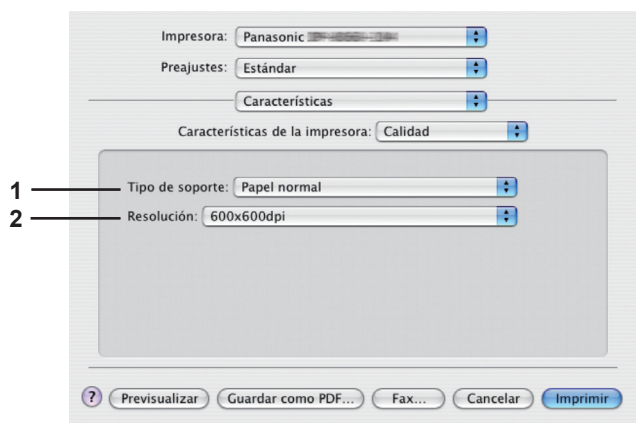 Impresora: Panasonic
Preajustes: Estándar
Características
Características de la impresora: Calidad
1 Tipo de soporte: Papel normal
2 Resolución: 600x600dpi
? Previsualizar Guardar como PDF... Fax... Cancelar Imprimir